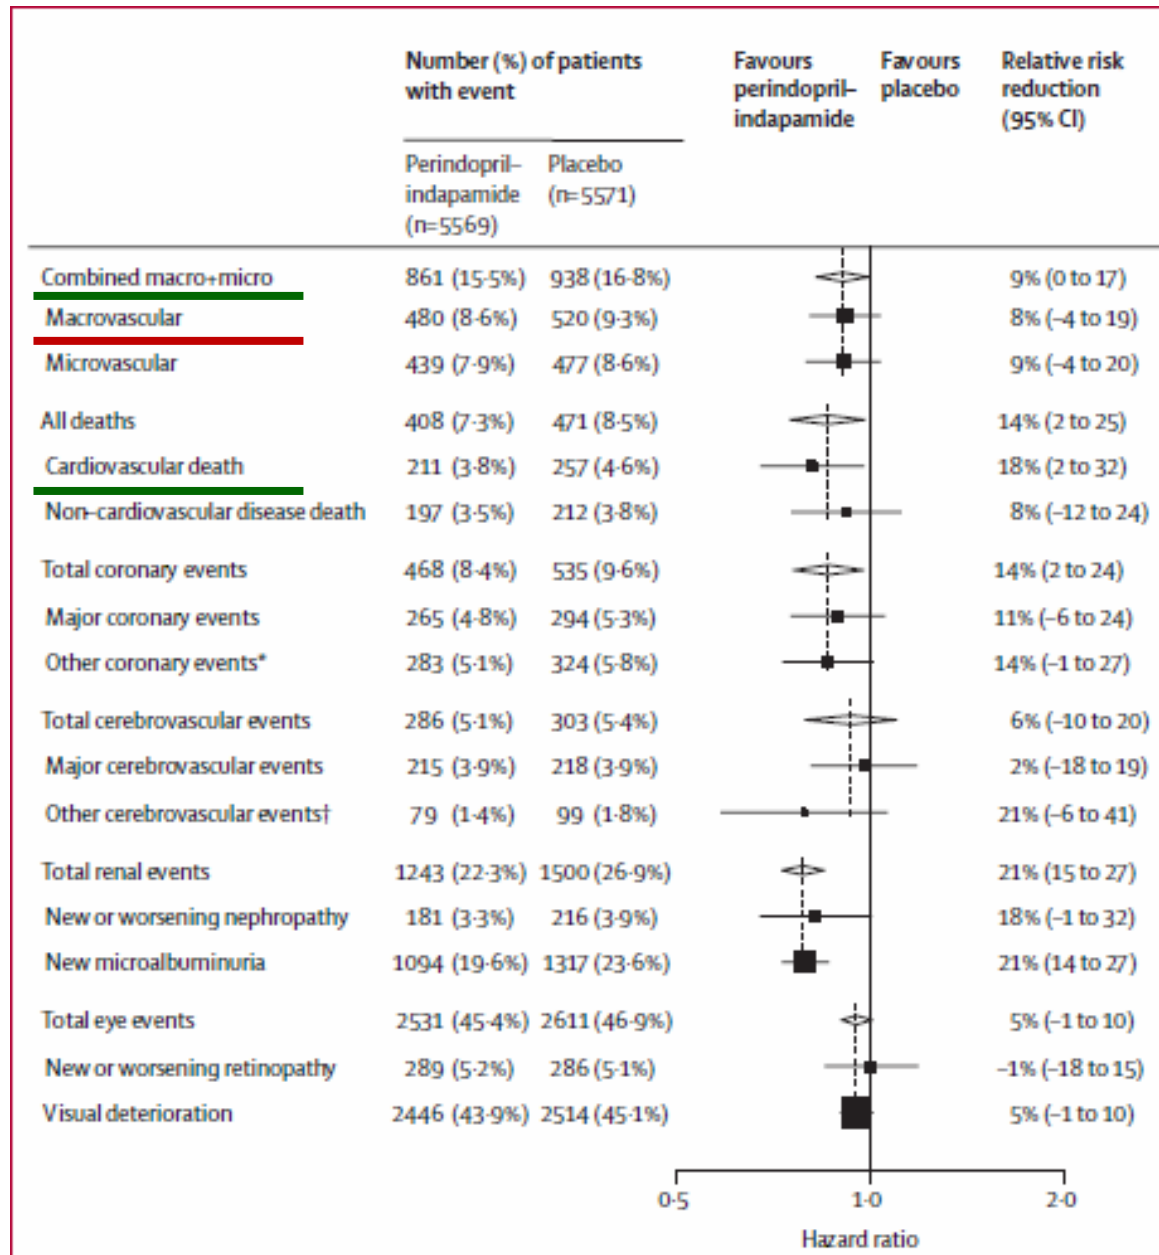 Number (%) of patients with event
Favours perindopril–indapamide
Favours placebo
Relative risk reduction (95% CI)
Perindopril–indapamide (n=5569)
Placebo (n=5571)
Combined macro+micro 861 (15·5%) 938 (16·8%) 9% (0 to 17)
Macrovascular 480 (8·6%) 520 (9·3%) 8% (–4 to 19)
Microvascular 439 (7·9%) 477 (8·6%) 9% (–4 to 20)
All deaths 408 (7·3%) 471 (8·5%) 14% (2 to 25)
Cardiovascular death 211 (3·8%) 257 (4·6%) 18% (2 to 32)
Non-cardiovascular disease death 197 (3·5%) 212 (3·8%) 8% (–12 to 24)
Total coronary events 468 (8·4%) 535 (9·6%) 14% (2 to 24)
Major coronary events 265 (4·8%) 294 (5·3%) 11% (–6 to 24)
Other coronary events* 283 (5·1%) 324 (5·8%) 14% (–1 to 27)
Total cerebrovascular events 286 (5·1%) 303 (5·4%) 6% (–10 to 20)
Major cerebrovascular events 215 (3·9%) 218 (3·9%) 2% (–18 to 19)
Other cerebrovascular events† 79 (1·4%) 99 (1·8%) 21% (–6 to 41)
Total renal events 1243 (22·3%) 1500 (26·9%) 21% (15 to 27)
New or worsening nephropathy 181 (3·3%) 216 (3·9%) 18% (–1 to 32)
New microalbuminuria 1094 (19·6%) 1317 (23·6%) 21% (14 to 27)
Total eye events 2531 (45·4%) 2611 (46·9%) 5% (–1 to 10)
New or worsening retinopathy 289 (5·2%) 286 (5·1%) –1% (–18 to 15)
Visual deterioration 2446 (43·9%) 2514 (45·1%) 5% (–1 to 10)
0·5 1·0 2·0
Hazard ratio